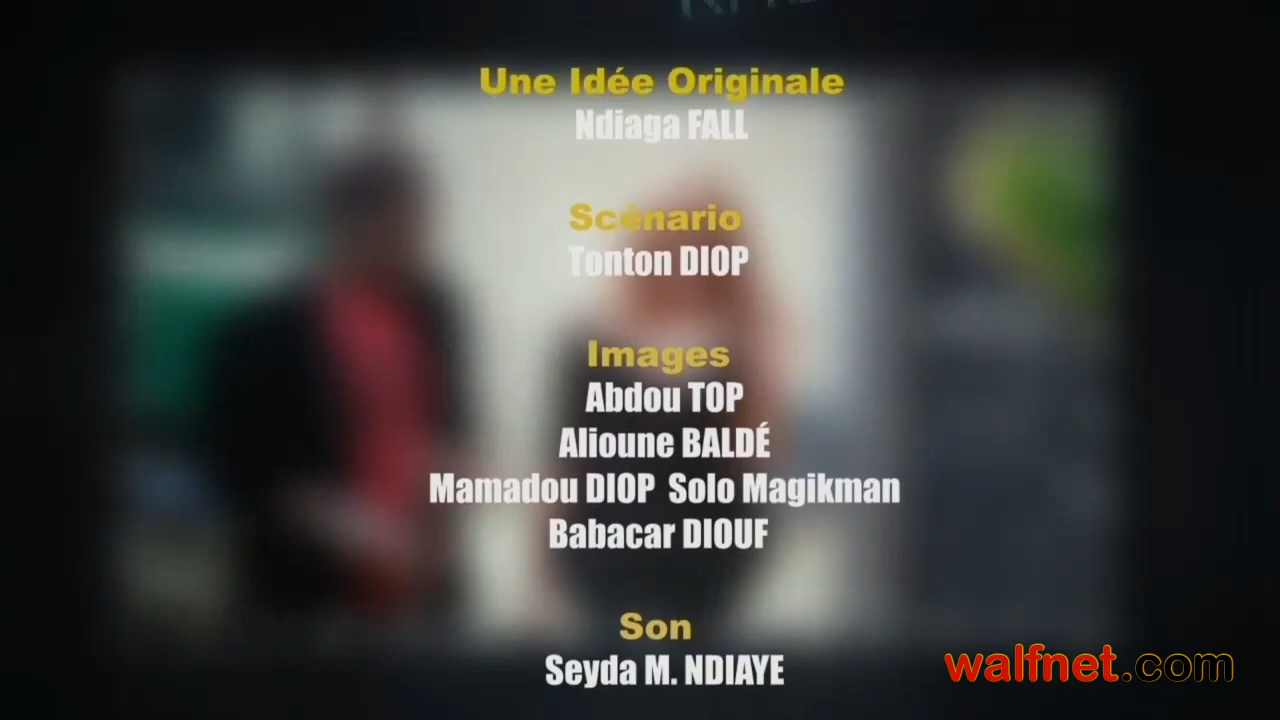 Une Idée Originale
Ndiaga FALL
Scénario
Tonton DIOP
Images
Abdou TOP
Alioune BALDÉ
Mamadou DIOP Solo Magikman
Babacar DIOUF
Son
Seyda M. NDIAYE
walfnet.com